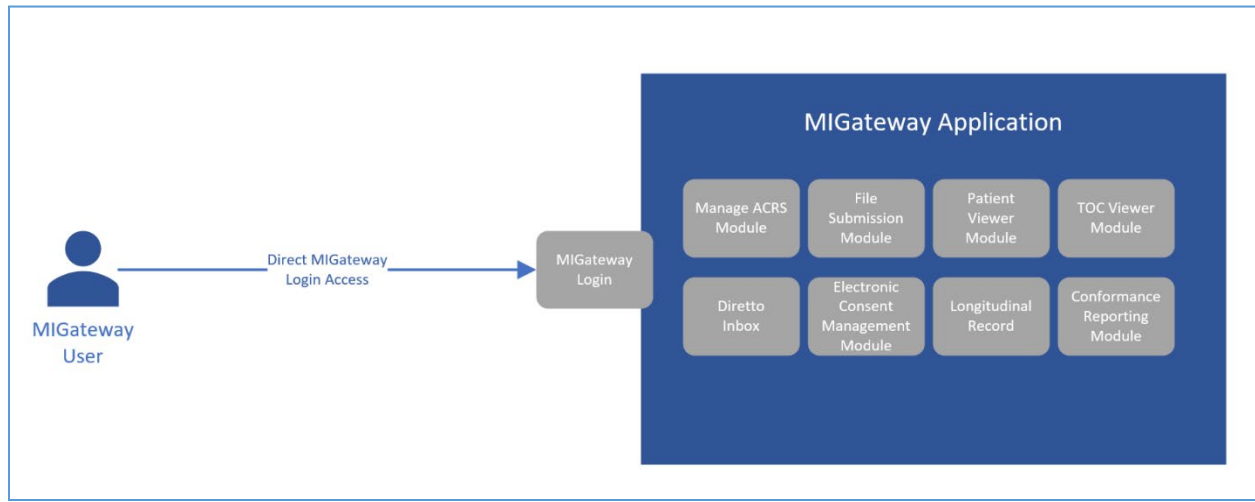 MIGateway Application
Manage ACRS
Module
File
Submission
Module
Patient
Viewer
Module
TOC Viewer
Module
Direct MIGateway
Login Access
MIGateway
Login
MIGateway
User
Diretto
Inbox
Electronic
Consent
Management
Module
Longitudinal
Record
Conformance
Reporting
Module